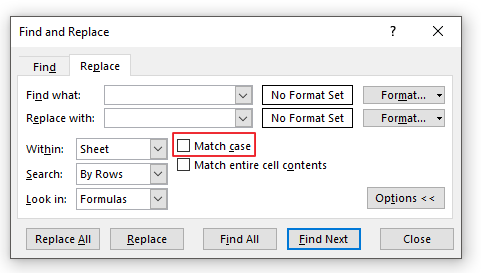 Find and Replace ? ×
Find Replace
Find what: No Format Set Format...
Replace with: No Format Set Format...
Within: Sheet Match case
Match entire cell contents
Search: By Rows
Look in: Formulas Options <<
Replace All Replace Find All Find Next Close